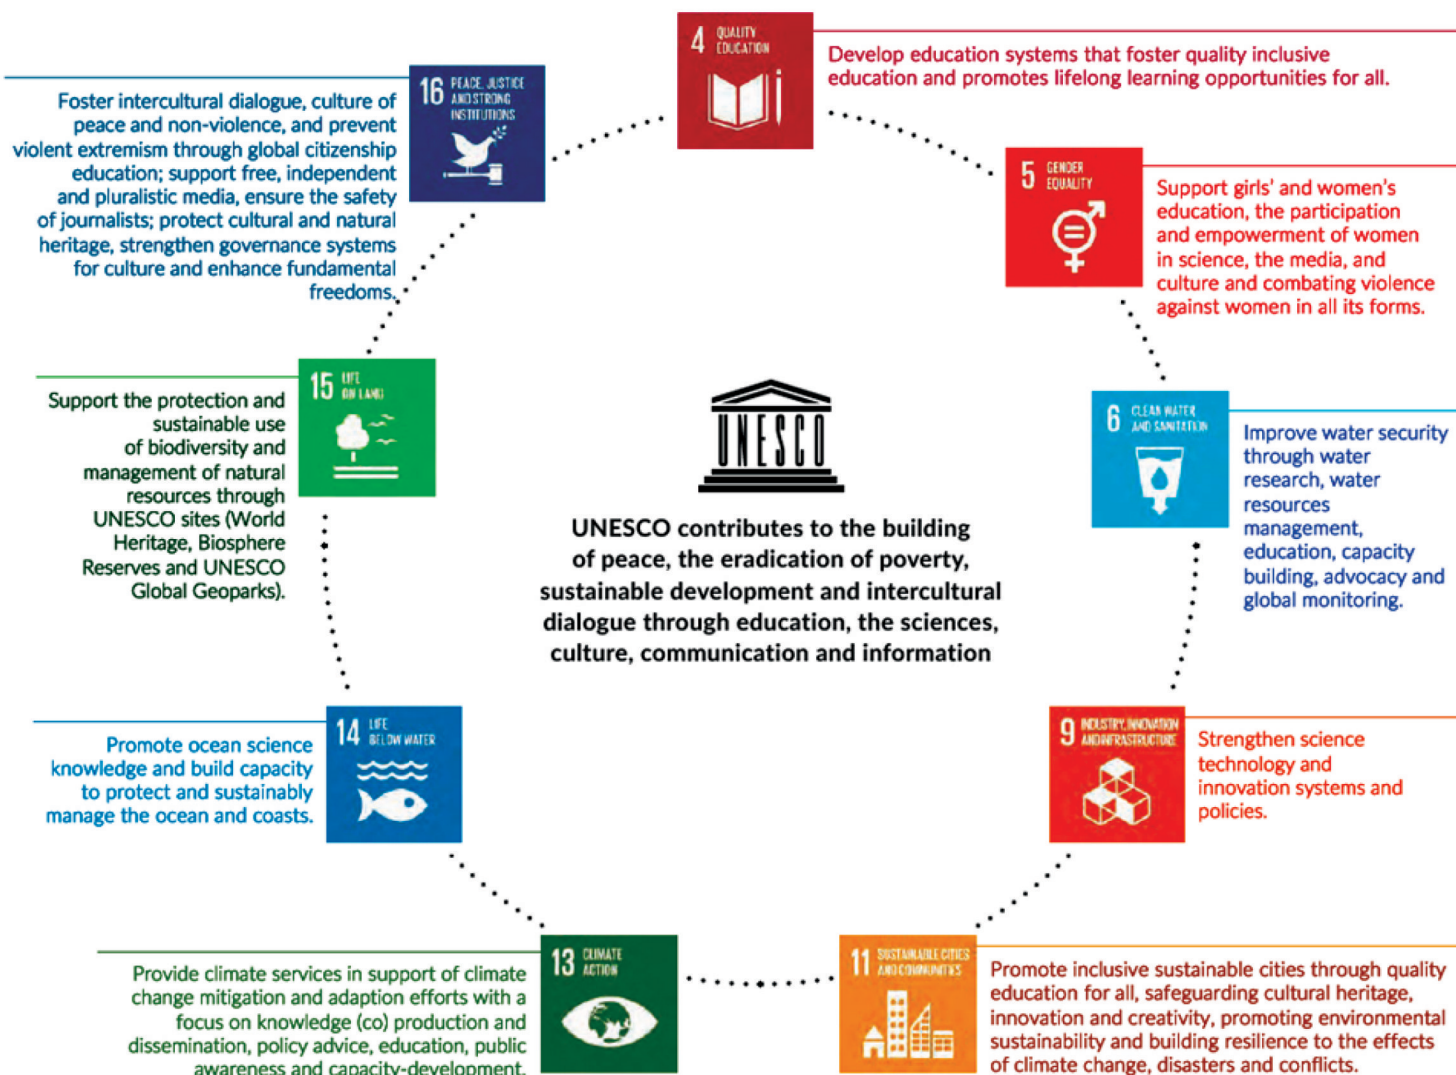 4 QUALITY
EDUCATION
Develop education systems that foster quality inclusive
education and promotes lifelong learning opportunities for all.
5 GENDER
EQUALITY
Support girls' and women's
education, the participation
and empowerment of women
in science, the media, and
culture and combating violence
against women in all its forms.
6 CLEAN WATER
AND SANITATION
Improve water security
through water
research, water
resources
management,
education, capacity
building, advocacy and
global monitoring.
9 INDUSTRY, INNOVATION
AND INFRASTRUCTURE
Strengthen science
technology and
innovation systems and
policies.
11 SUSTAINABLE CITIES
AND COMMUNITIES
Promote inclusive sustainable cities through quality
education for all, safeguarding cultural heritage,
innovation and creativity, promoting environmental
sustainability and building resilience to the effects
of climate change, disasters and conflicts.
13 CLIMATE
ACTION
Provide climate services in support of climate
change mitigation and adaption efforts with a
focus on knowledge (co) production and
dissemination, policy advice, education, public
awareness and capacity-development.
14 LIFE
BELOW WATER
Promote ocean science
knowledge and build capacity
to protect and sustainably
manage the ocean and coasts.
15 LIFE
ON LAND
Support the protection and
sustainable use
of biodiversity and
management of natural
resources through
UNESCO sites (World
Heritage, Biosphere
Reserves and UNESCO
Global Geoparks).
16 PEACE, JUSTICE
AND STRONG
INSTITUTIONS
Foster intercultural dialogue, culture of
peace and non-violence, and prevent
violent extremism through global citizenship
education; support free, independent
and pluralistic media, ensure the safety
of journalists; protect cultural and natural
heritage, strengthen governance systems
for culture and enhance fundamental
freedoms.
UNESCO
UNESCO contributes to the building
of peace, the eradication of poverty,
sustainable development and intercultural
dialogue through education, the sciences,
culture, communication and information